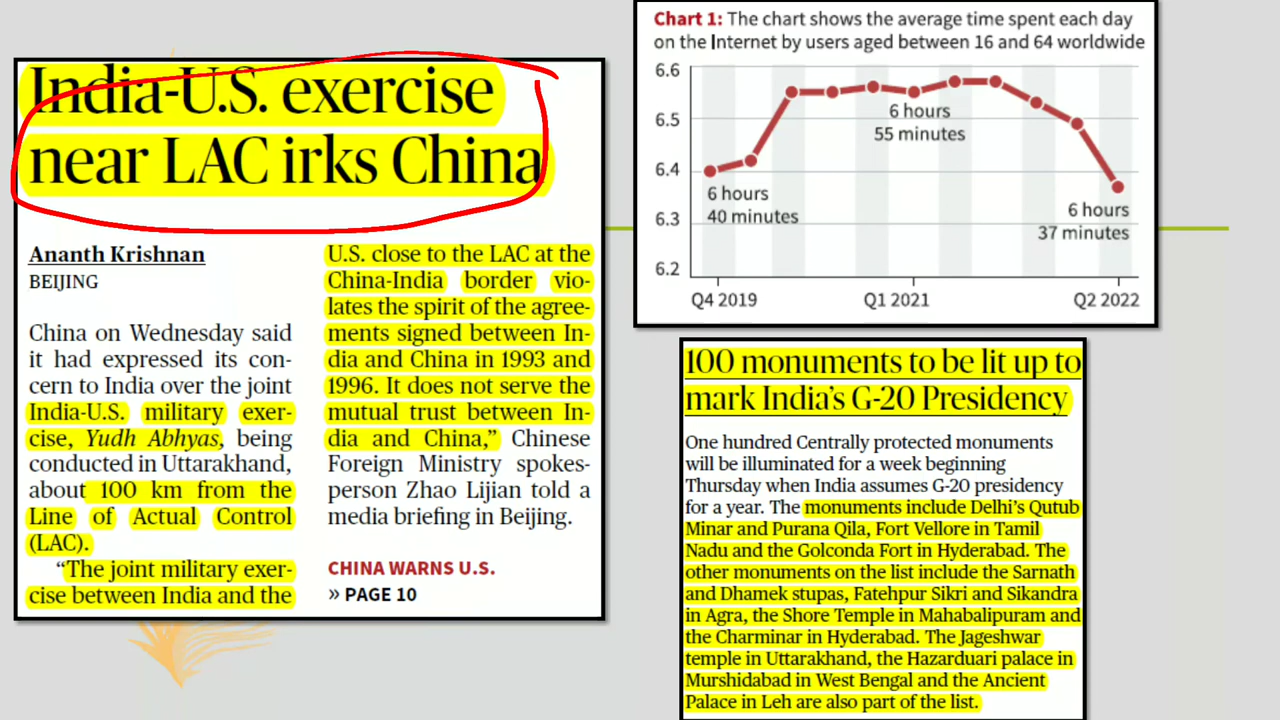 India-U.S. exercise
near LAC irks China
Ananth Krishnan
BEIJING
China on Wednesday said
it had expressed its con-
cern to India over the joint
India-U.S. military exer-
cise, Yudh Abhyas, being
conducted in Uttarakhand,
about 100 km from the
Line of Actual Control
(LAC).
“The joint military exer-
cise between India and the
U.S. close to the LAC at the
China-India border vio-
lates the spirit of the agree-
ments signed between In-
dia and China in 1993 and
1996. It does not serve the
mutual trust between In-
dia and China,” Chinese
Foreign Ministry spokes-
person Zhao Lijian told a
media briefing in Beijing.
CHINA WARNS U.S.
» PAGE 10
Chart 1: The chart shows the average time spent each day
on the Internet by users aged between 16 and 64 worldwide
6.6
6.5
6.4
6.3
6.2
6 hours
40 minutes
6 hours
55 minutes
6 hours
37 minutes
Q4 2019
Q1 2021
Q2 2022
100 monuments to be lit up to
mark India’s G-20 Presidency
One hundred Centrally protected monuments
will be illuminated for a week beginning
Thursday when India assumes G-20 presidency
for a year. The monuments include Delhi’s Qutub
Minar and Purana Qila, Fort Vellore in Tamil
Nadu and the Golconda Fort in Hyderabad. The
other monuments on the list include the Sarnath
and Dhamek stupas, Fatehpur Sikri and Sikandra
in Agra, the Shore Temple in Mahabalipuram and
the Charminar in Hyderabad. The Jageshwar
temple in Uttarakhand, the Hazarduari palace in
Murshidabad in West Bengal and the Ancient
Palace in Leh are also part of the list.